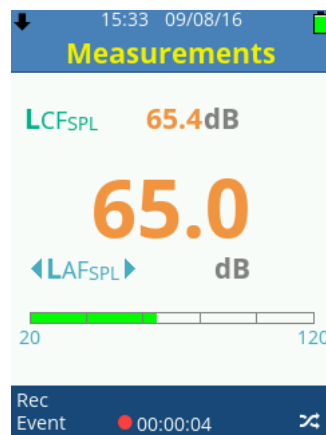 15:33 09/08/16
Measurements
LCFSPL 65.4dB
65.0
LAFSPL dB
20 120
Rec
Event 00:00:04